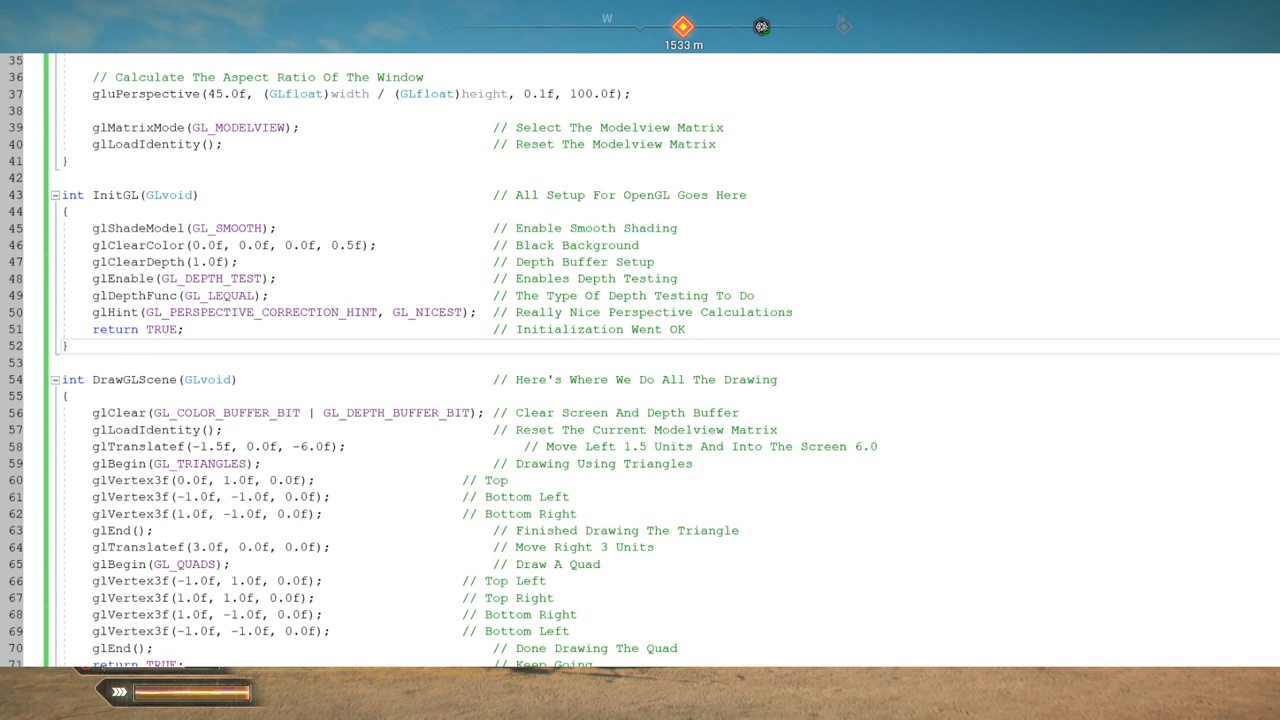 W N
1533 m
35
36 // Calculate The Aspect Ratio Of The Window
37 gluPerspective(45.0f, (GLfloat)width / (GLfloat)height, 0.1f, 100.0f);
38
39 glMatrixMode(GL_MODELVIEW); // Select The Modelview Matrix
40 glLoadIdentity(); // Reset The Modelview Matrix
41 }
42
43 int InitGL(GLvoid) // All Setup For OpenGL Goes Here
44 {
45 glShadeModel(GL_SMOOTH); // Enable Smooth Shading
46 glClearColor(0.0f, 0.0f, 0.0f, 0.5f); // Black Background
47 glClearDepth(1.0f); // Depth Buffer Setup
48 glEnable(GL_DEPTH_TEST); // Enables Depth Testing
49 glDepthFunc(GL_LEQUAL); // The Type Of Depth Testing To Do
50 glHint(GL_PERSPECTIVE_CORRECTION_HINT, GL_NICEST); // Really Nice Perspective Calculations
51 return TRUE; // Initialization Went OK
52 }
53
54 int DrawGLScene(GLvoid) // Here's Where We Do All The Drawing
55 {
56 glClear(GL_COLOR_BUFFER_BIT | GL_DEPTH_BUFFER_BIT); // Clear Screen And Depth Buffer
57 glLoadIdentity(); // Reset The Current Modelview Matrix
58 glTranslatef(-1.5f, 0.0f, -6.0f); // Move Left 1.5 Units And Into The Screen 6.0
59 glBegin(GL_TRIANGLES); // Drawing Using Triangles
60 glVertex3f(0.0f, 1.0f, 0.0f); // Top
61 glVertex3f(-1.0f, -1.0f, 0.0f); // Bottom Left
62 glVertex3f(1.0f, -1.0f, 0.0f); // Bottom Right
63 glEnd(); // Finished Drawing The Triangle
64 glTranslatef(3.0f, 0.0f, 0.0f); // Move Right 3 Units
65 glBegin(GL_QUADS); // Draw A Quad
66 glVertex3f(-1.0f, 1.0f, 0.0f); // Top Left
67 glVertex3f(1.0f, 1.0f, 0.0f); // Top Right
68 glVertex3f(1.0f, -1.0f, 0.0f); // Bottom Right
69 glVertex3f(-1.0f, -1.0f, 0.0f); // Bottom Left
70 glEnd(); // Done Drawing The Quad
71 return TRUE; // Keep Going